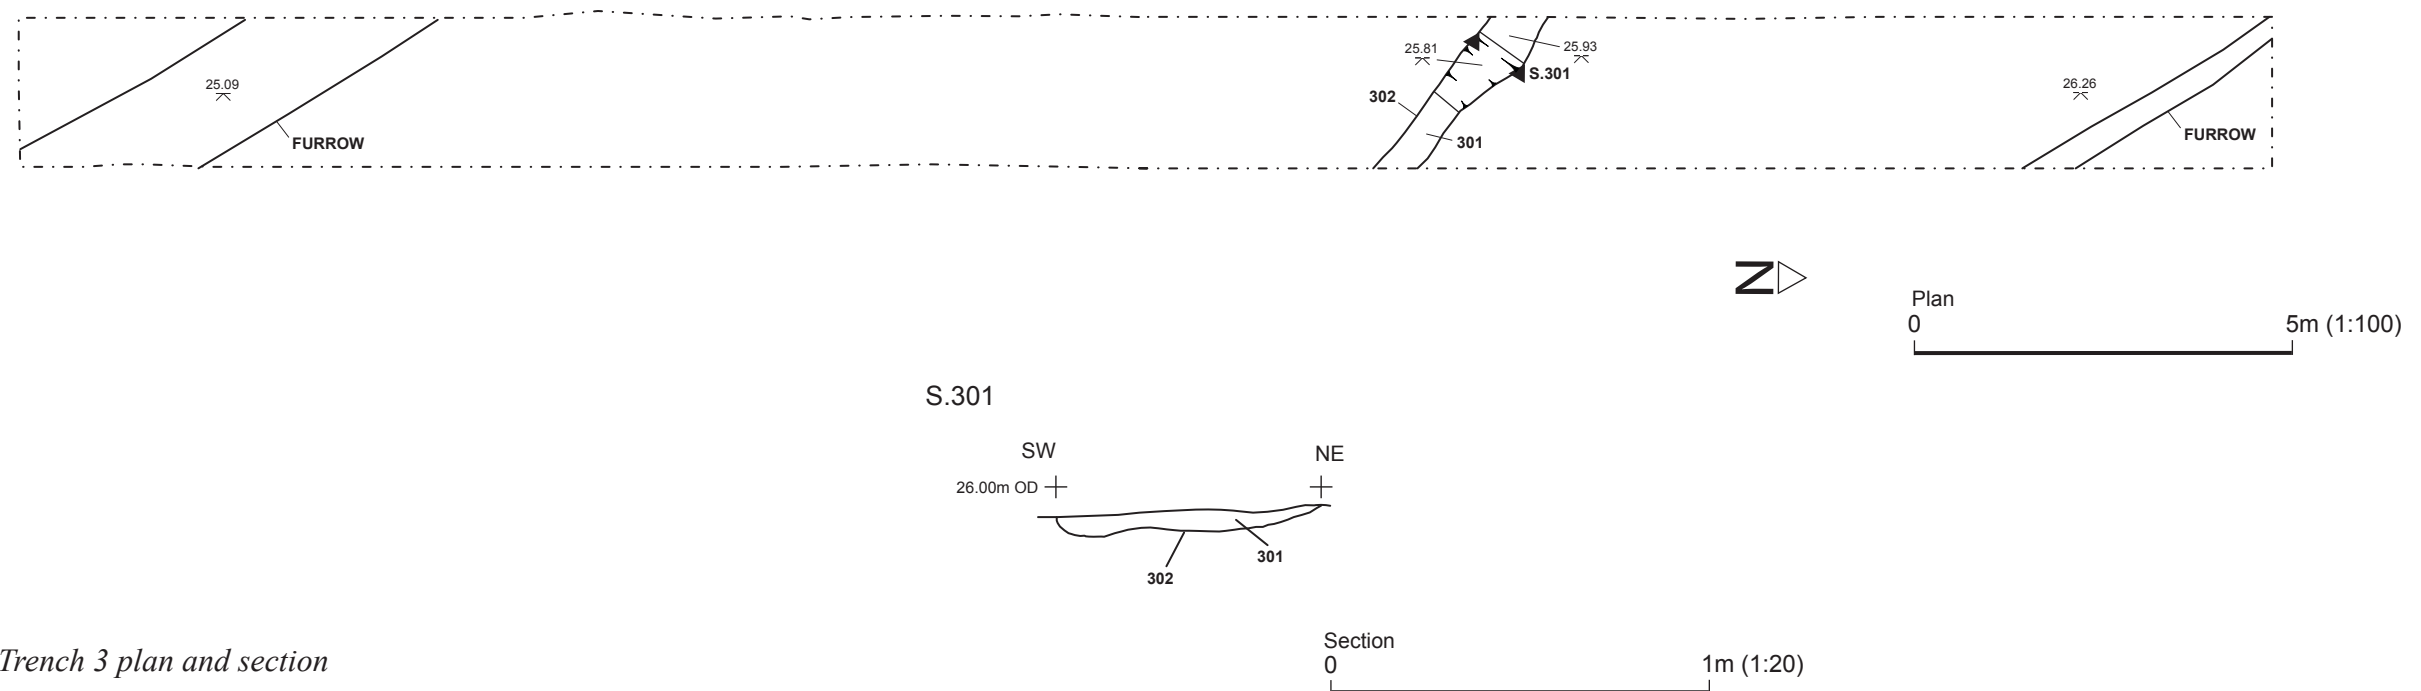 25.09
FURROW
25.81
25.93
S.301
302
301
26.26
FURROW
N
Plan
0 5m (1:100)
S.301
SW NE
26.00m OD
301
302
Section
0 1m (1:20)
Trench 3 plan and section